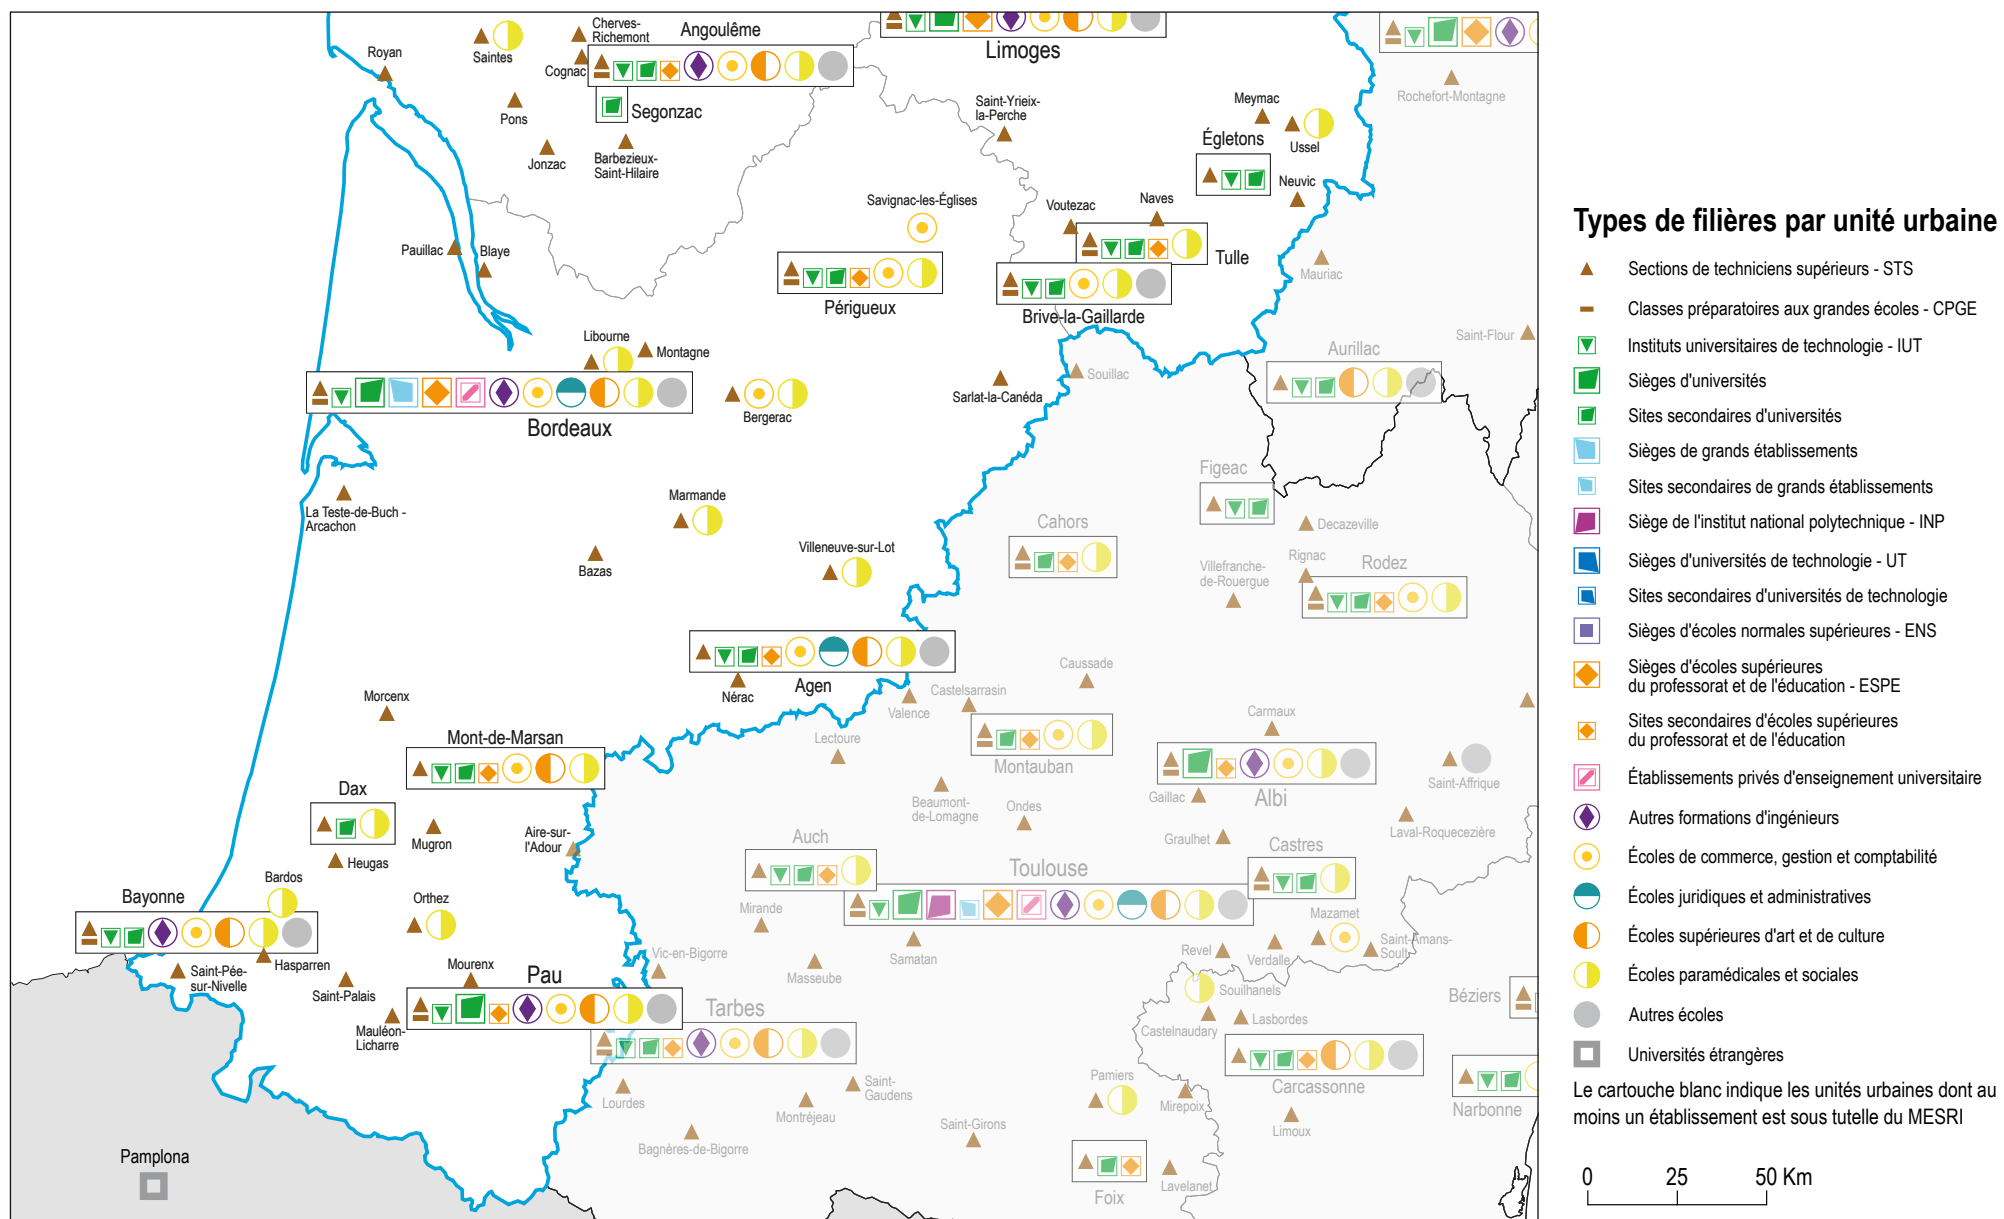 Cherves-
Richemont
Angoulême
Limoges
Royan
Saintes
Cognac
Rochefort-Montagne
Pons
Segonzac
Saint-Yrieix-
la-Perche
Meymac
Ussel
Égletons
Jonzac
Barbezieux-
Saint-Hilaire
Neuvic
Savignac-les-Églises
Voutezac
Naves
Pauillac
Blaye
Tulle
Mauriac
Périgueux
Brive-la-Gaillarde
Saint-Flour
Libourne
Montagne
Aurillac
Souillac
Sarlat-la-Canéda
Bergerac
Bordeaux
Figeac
La Teste-de-Buch -
Arcachon
Marmande
Cahors
Decazeville
Villeneuve-sur-Lot
Bazas
Rignac
Rodez
Villefranche-
de-Rouergue
Caussade
Nérac
Agen
Castelsarrasin
Valence
Morcenx
Carmaux
Lectoure
Mont-de-Marsan
Montauban
Saint-Affrique
Dax
Beaumont-
de-Lomagne
Ondes
Gaillac
Albi
Mugron
Aire-sur-
l'Adour
Auch
Graulhet
Laval-Roquecezière
Castres
Heugas
Toulouse
Bardos
Bayonne
Orthez
Mirande
Mazamet
Saint-Amans-
Soult
Vic-en-Bigorre
Samatan
Revel
Verdalle
Hasparren
Masseube
Saint-Pée-
sur-Nivelle
Saint-Palais
Mourenx
Pau
Souilhanels
Béziers
Tarbes
Mauléon-
Licharre
Castelnaudary
Lasbordes
Pamiers
Carcassonne
Lourdes
Saint-
Gaudens
Montréjeau
Mirepoix
Narbonne
Saint-Girons
Limoux
Bagnères-de-Bigorre
Pamplona
Foix
Lavelanet
Types de filières par unité urbaine
Sections de techniciens supérieurs - STS
Classes préparatoires aux grandes écoles - CPGE
Instituts universitaires de technologie - IUT
Sièges d'universités
Sites secondaires d'universités
Sièges de grands établissements
Sites secondaires de grands établissements
Siège de l'institut national polytechnique - INP
Sièges d'universités de technologie - UT
Sites secondaires d'universités de technologie
Sièges d'écoles normales supérieures - ENS
Sièges d'écoles supérieures
du professorat et de l'éducation - ESPE
Sites secondaires d'écoles supérieures
du professorat et de l'éducation
Établissements privés d'enseignement universitaire
Autres formations d'ingénieurs
Écoles de commerce, gestion et comptabilité
Écoles juridiques et administratives
Écoles supérieures d'art et de culture
Écoles paramédicales et sociales
Autres écoles
Universités étrangères
Le cartouche blanc indique les unités urbaines dont au
moins un établissement est sous tutelle du MESRI
0 25 50 Km